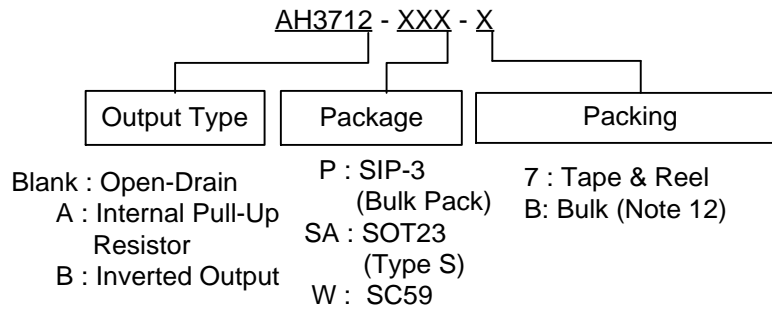 AH3712 - XXX - X
Output Type
Package
Packing
Blank : Open-Drain
A : Internal Pull-Up
Resistor
B : Inverted Output
P : SIP-3
(Bulk Pack)
SA : SOT23
(Type S)
W : SC59
7 : Tape & Reel
B: Bulk (Note 12)